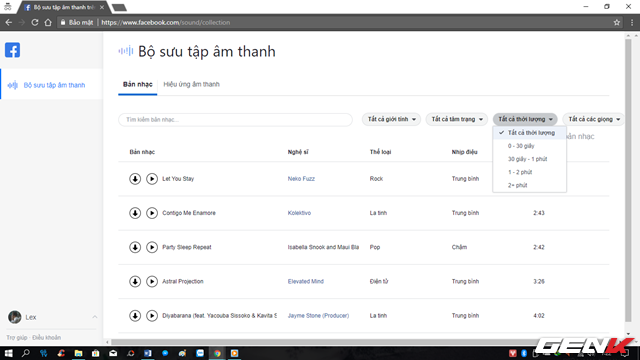 Bộ sưu tập âm thanh trên
Bảo mật | https://www.facebook.com/sound/collection
Bộ sưu tập âm thanh
Bộ sưu tập âm thanh
Bản nhạc Hiệu ứng âm thanh
Tìm kiếm bản nhạc...
Tất cả giới tính Tất cả tâm trạng Tất cả thời lượng Tất cả các giọng
Tất cả thời lượng
0 - 30 giây
30 giây - 1 phút
1 - 2 phút
2+ phút
bản nhạc
Bản nhạc Nghệ sĩ Thể loại Nhịp điệu
Let You Stay Neko Fuzz Rock Trung bình
Contigo Me Enamore Kolektivo La tinh Trung bình 2:43
Party Sleep Repeat Isabella Snook and Maui Bla Pop Chậm 2:42
Astral Projection Elevated Mind Điện tử Trung bình 3:26
Diyabarana (feat. Yacouba Sissoko & Kavita S Jayme Stone (Producer) La tinh Trung bình 4:02
Lex
Trợ giúp · Điều khoản
GENK